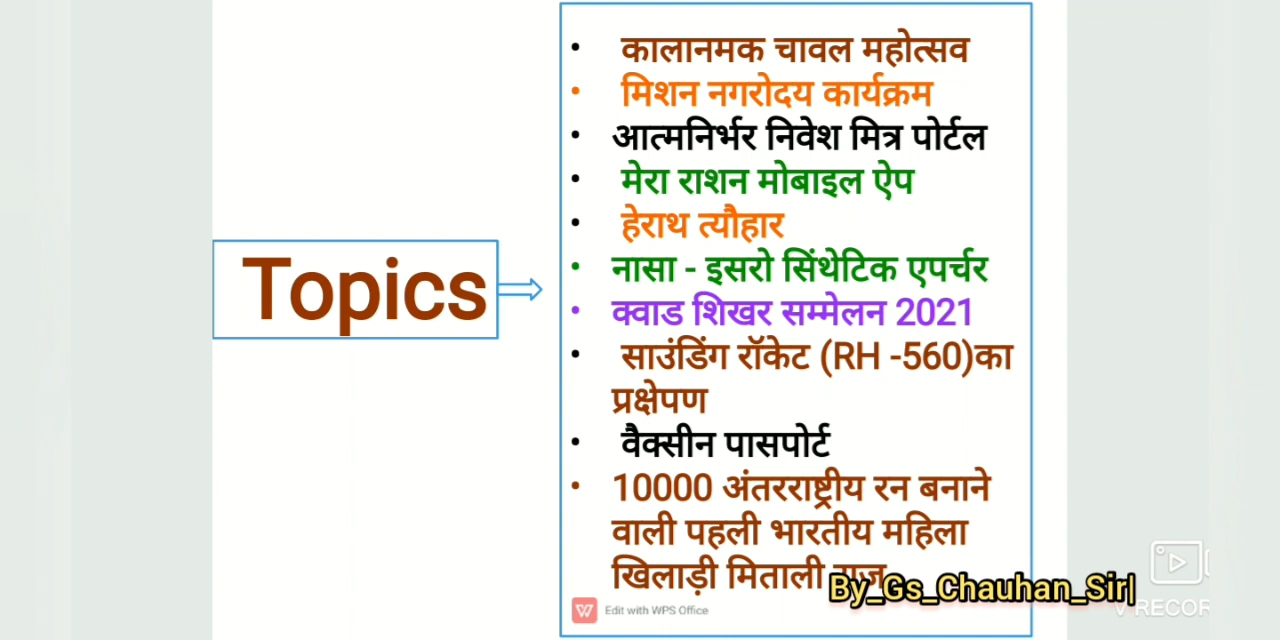 Topics
कालानमक चावल महोत्सव
मिशन नगरोदय कार्यक्रम
आत्मनिर्भर निवेश मित्र पोर्टल
मेरा राशन मोबाइल ऐप
हेराथ त्यौहार
नासा - इसरो सिंथेटिक एपर्चर
क्वाड शिखर सम्मेलन 2021
साउंडिंग रॉकेट (RH -560)का
प्रक्षेपण
वैक्सीन पासपोर्ट
10000 अंतरराष्ट्रीय रन बनाने
वाली पहली भारतीय महिला
खिलाड़ी मिताली राज
By_Gs_Chauhan_Sir|
Edit with WPS Office
V RECOR